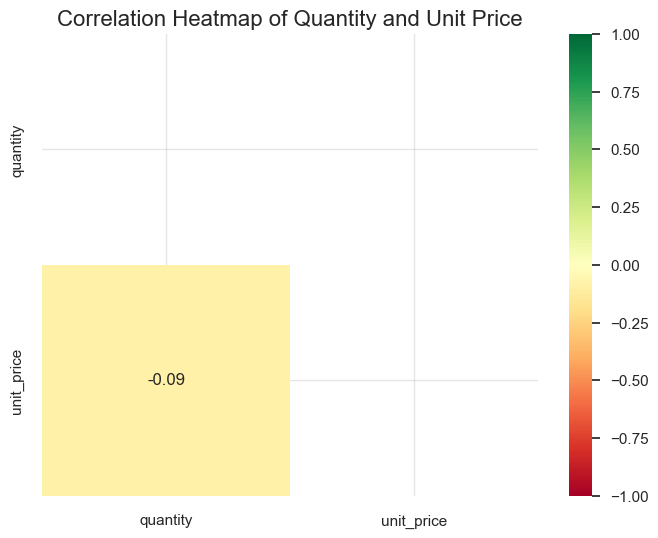 Correlation Heatmap of Quantity and Unit Price
quantity
unit_price
-0.09
quantity
unit_price
1.00
0.75
0.50
0.25
0.00
−0.25
−0.50
−0.75
−1.00